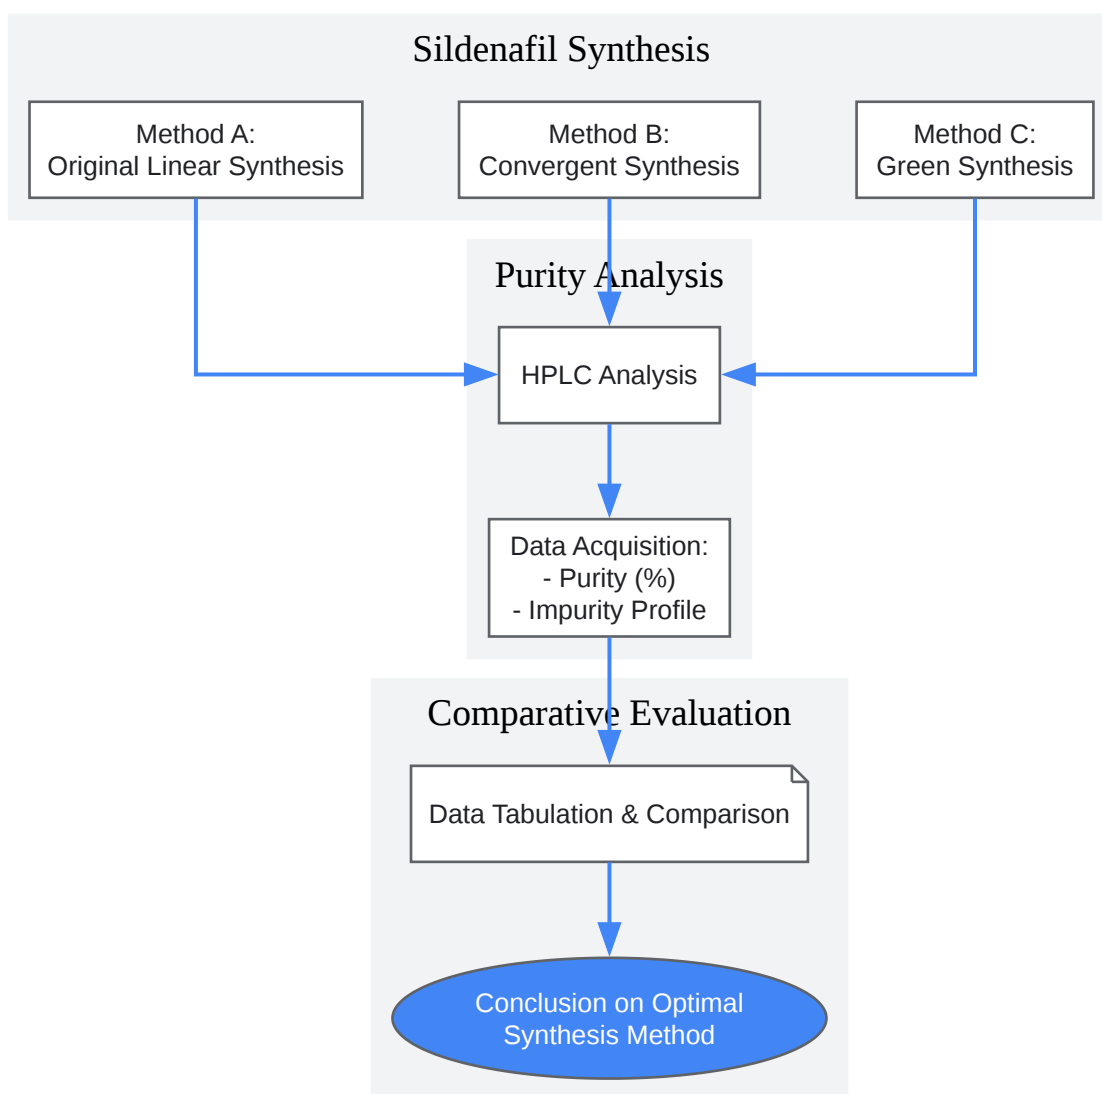 Sildenafil Synthesis
Method A:
Original Linear Synthesis
Method B:
Convergent Synthesis
Method C:
Green Synthesis
Purity Analysis
HPLC Analysis
Data Acquisition:
- Purity (%)
- Impurity Profile
Comparative Evaluation
Data Tabulation & Comparison
Conclusion on Optimal
Synthesis Method